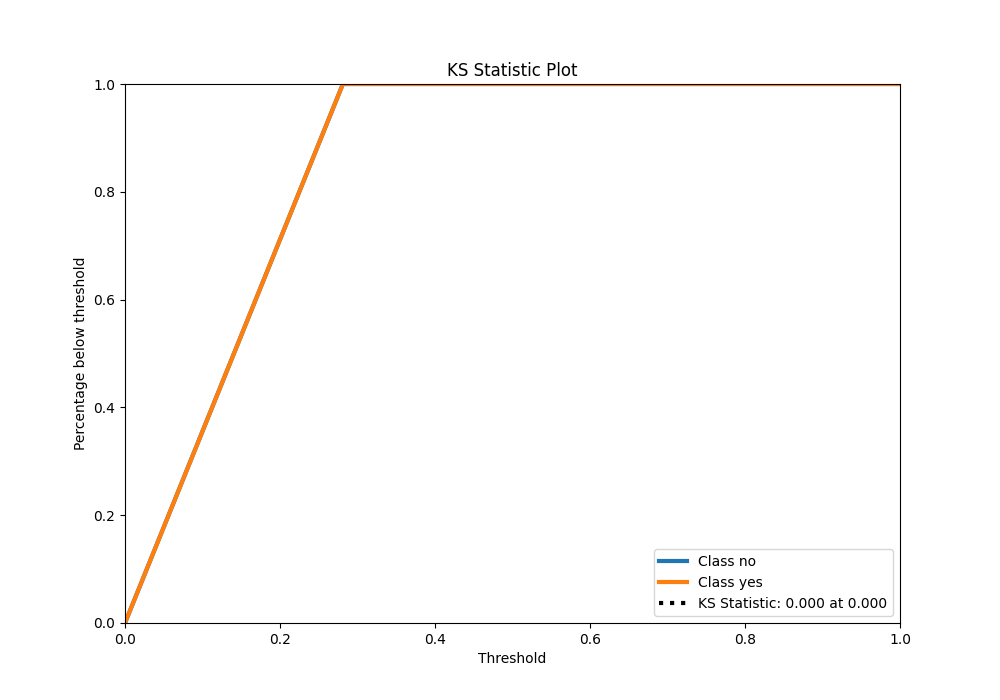 KS Statistic Plot
1.0
0.8
0.6
0.4
0.2
0.0
Percentage below threshold
0.0 0.2 0.4 0.6 0.8 1.0
Threshold
Class no
Class yes
KS Statistic: 0.000 at 0.000